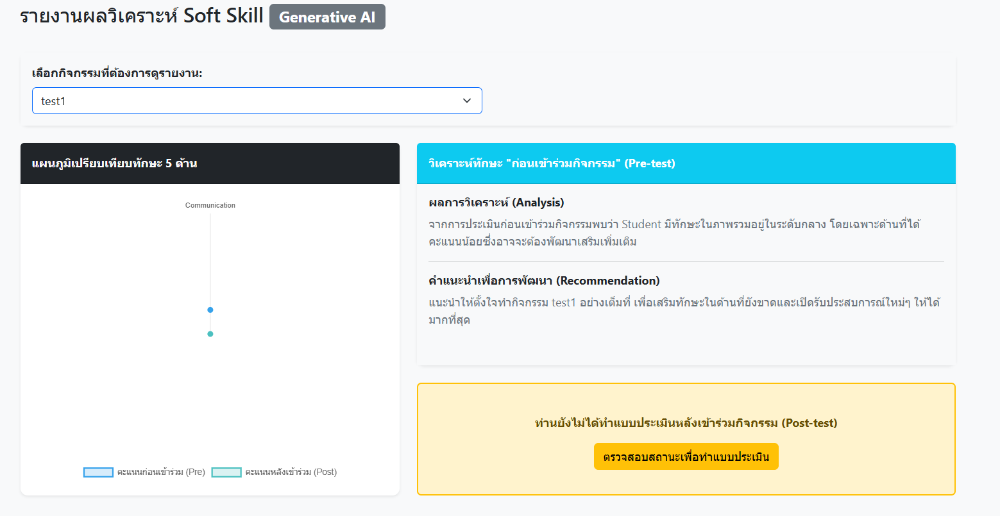 รายงานผลวิเคราะห์ Soft Skill Generative AI
เลือกกิจกรรมที่ต้องการดูรายงาน:
test1
แผนภูมิเปรียบเทียบทักษะ 5 ด้าน
Communication
คะแนนก่อนเข้าร่วม (Pre) คะแนนหลังเข้าร่วม (Post)
วิเคราะห์ทักษะ "ก่อนเข้าร่วมกิจกรรม" (Pre-test)
ผลการวิเคราะห์ (Analysis)
จากการประเมินก่อนเข้าร่วมกิจกรรมพบว่า Student มีทักษะในภาพรวมอยู่ในระดับกลาง โดยเฉพาะด้านที่ได้
คะแนนน้อยซึ่งอาจจะต้องพัฒนาเสริมเพิ่มเติม
คำแนะนำเพื่อการพัฒนา (Recommendation)
แนะนำให้ตั้งใจทำกิจกรรม test1 อย่างเต็มที่ เพื่อเสริมทักษะในด้านที่ยังขาดและเปิดรับประสบการณ์ใหม่ๆ ให้ได้
มากที่สุด
ท่านยังไม่ได้ทำแบบประเมินหลังเข้าร่วมกิจกรรม (Post-test)
ตรวจสอบสถานะเพื่อทำแบบประเมิน